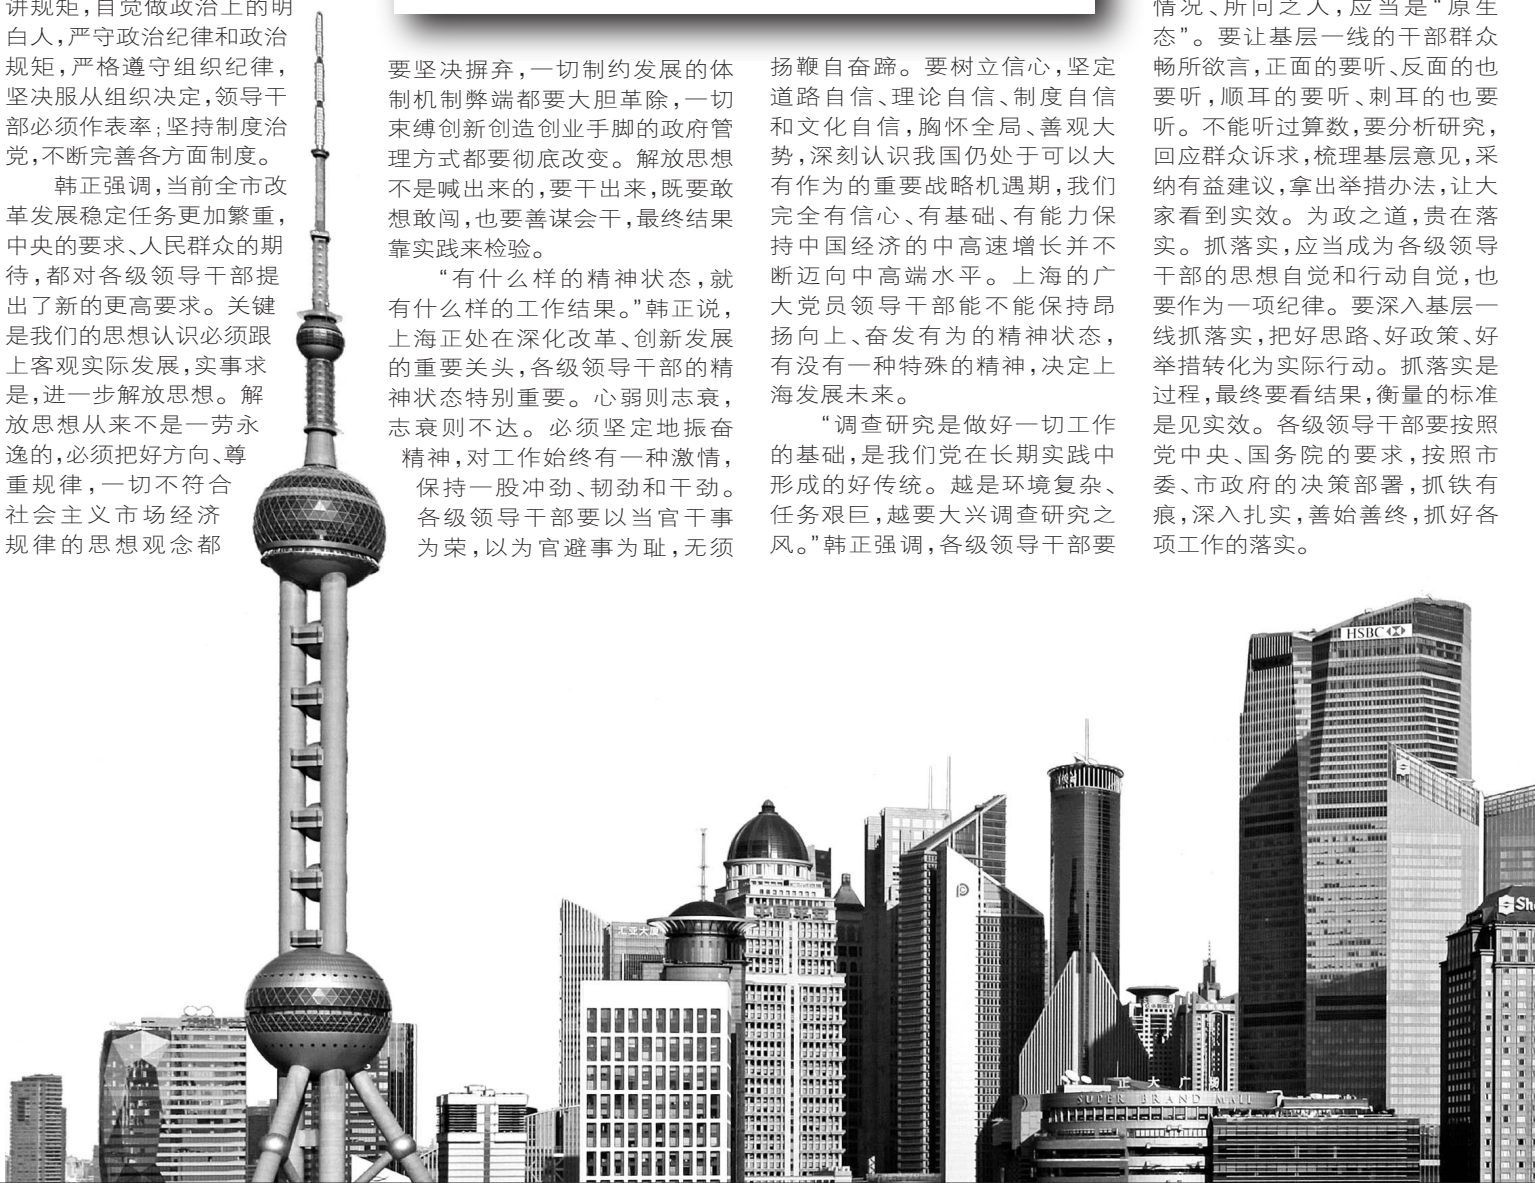 讲规矩，自觉做政治上的明
白人，严守政治纪律和政治
规矩，严格遵守组织纪律，
坚决服从组织决定，领导干
部必须作表率；坚持制度治
党，不断完善各方面制度。
韩正强调，当前全市改
革发展稳定任务更加繁重，
中央的要求、人民群众的期
待，都对各级领导干部提
出了新的更高要求。关键
是我们的思想认识必须跟
上客观实际发展，实事求
是，进一步解放思想。解
放思想从来不是一劳永
逸的，必须把好方向、尊
重规律，一切不符合
社会主义市场经济
规律的思想观念都
要坚决摒弃，一切制约发展的体
制机制弊端都要大胆革除，一切
束缚创新创造创业手脚的政府管
理方式都要彻底改变。解放思想
不是喊出来的，要干出来，既要敢
想敢闯，也要善谋会干，最终结果
靠实践来检验。
“有什么样的精神状态，就
有什么样的工作结果。”韩正说，
上海正处在深化改革、创新发展
的重要关头，各级领导干部的精
神状态特别重要。心弱则志衰，
志衰则不达。必须坚定地振奋
精神，对工作始终有一种激情，
保持一股冲劲、韧劲和干劲。
各级领导干部要以当官干事
为荣，以为官避事为耻，无须
扬鞭自奋蹄。要树立信心，坚定
道路自信、理论自信、制度自信
和文化自信，胸怀全局、善观大
势，深刻认识我国仍处于可以大
有作为的重要战略机遇期，我们
完全有信心、有基础、有能力保
持中国经济的中高速增长并不
断迈向中高端水平。上海的广
大党员领导干部能不能保持昂
扬向上、奋发有为的精神状态，
有没有一种特殊的精神，决定上
海发展未来。
“调查研究是做好一切工作
的基础，是我们党在长期实践中
形成的好传统。越是环境复杂、
任务艰巨，越要大兴调查研究之
风。”韩正强调，各级领导干部要
情况、所问之人，应当是“原生
态”。要让基层一线的干部群众
畅所欲言，正面的要听、反面的也
要听，顺耳的要听、刺耳的也要
听。不能听过算数，要分析研究，
回应群众诉求，梳理基层意见，采
纳有益建议，拿出举措办法，让大
家看到实效。为政之道，贵在落
实。抓落实，应当成为各级领导
干部的思想自觉和行动自觉，也
要作为一项纪律。要深入基层一
线抓落实，把好思路、好政策、好
举措转化为实际行动。抓落实是
过程，最终要看结果，衡量的标准
是见实效。各级领导干部要按照
党中央、国务院的要求，按照市
委、市政府的决策部署，抓铁有
痕，深入扎实，善始善终，抓好各
项工作的落实。
HSBC
汇亚大厦
中国平安
正大广场
SUPER BRAND MALL
Sh